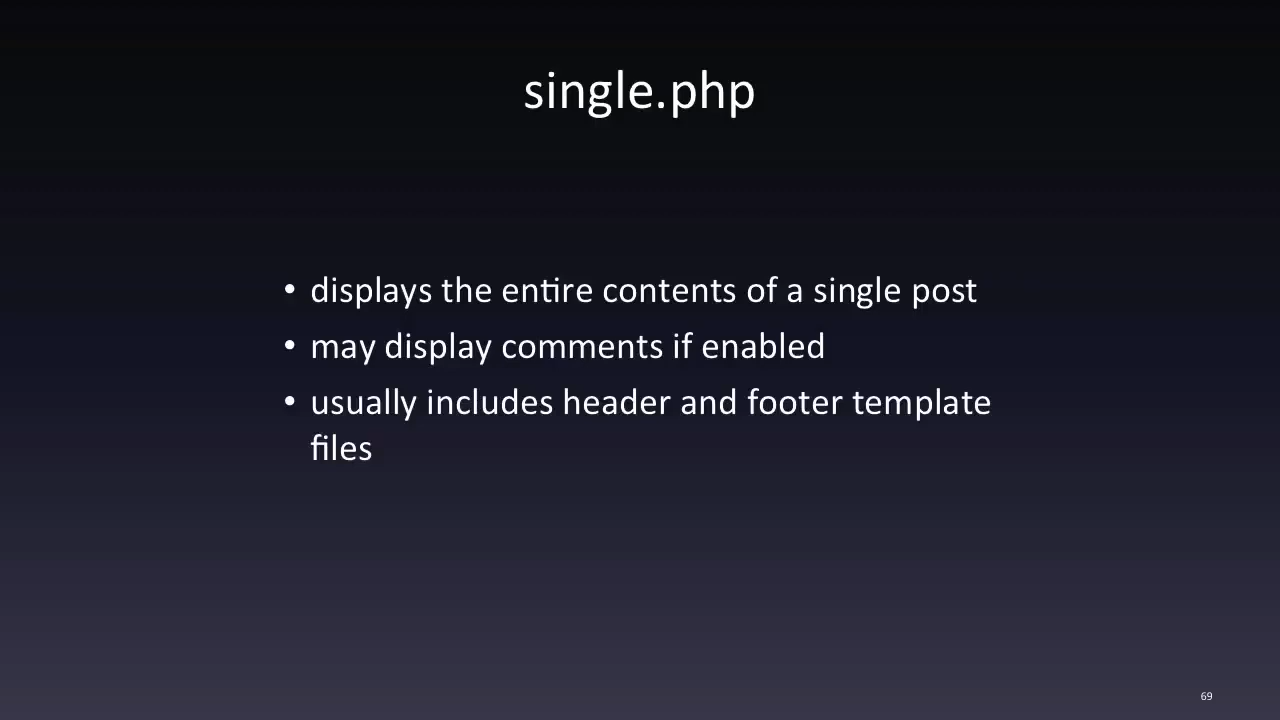 single.php
• displays the entire contents of a single post
• may display comments if enabled
• usually includes header and footer template
files
69